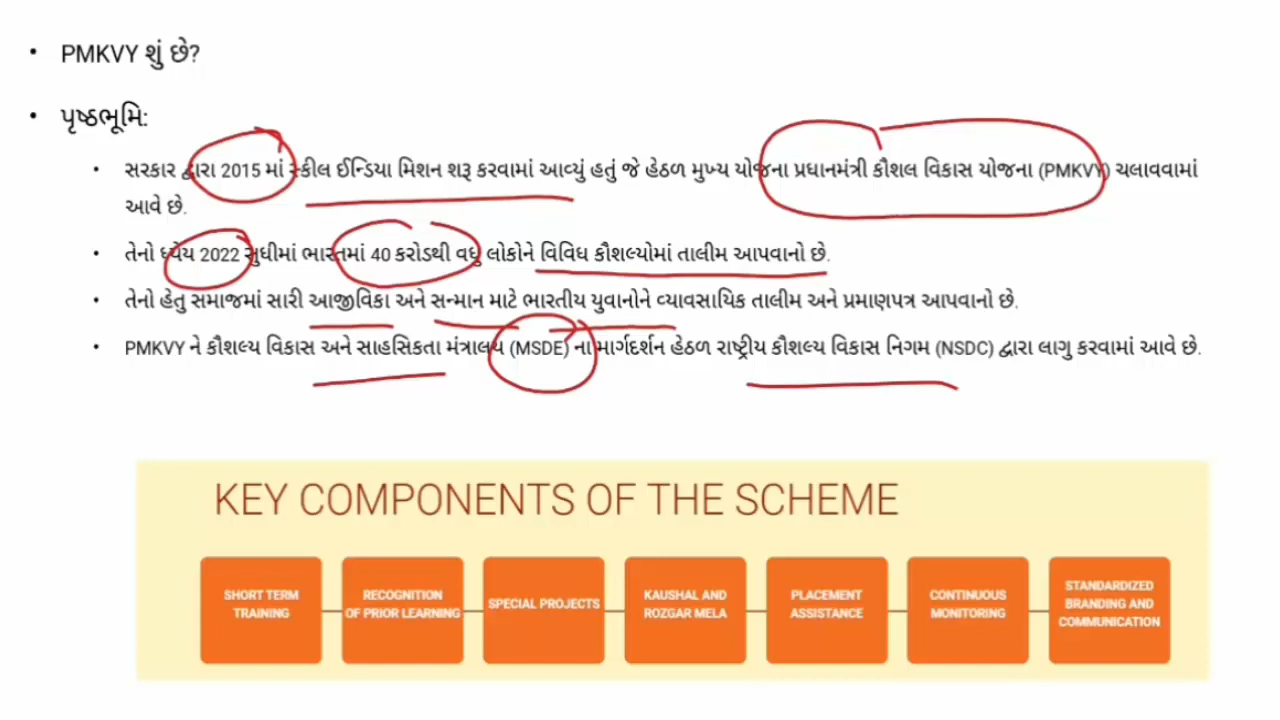 • PMKVY શું છે?
• પૃષ્ઠભૂમિ:
• સરકાર દ્વારા 2015 માં સ્કીલ ઈન્ડિયા મિશન શરૂ કરવામાં આવ્યું હતું જે હેઠળ મુખ્ય યોજના પ્રધાનમંત્રી કૌશલ વિકાસ યોજના (PMKVY) ચલાવવામાં
આવે છે.
• તેનો ધ્યેય 2022 સુધીમાં ભારતમાં 40 કરોડથી વધુ લોકોને વિવિધ કૌશલ્યોમાં તાલીમ આપવાનો છે.
• તેનો હેતુ સમાજમાં સારી આજીવિકા અને સન્માન માટે ભારતીય યુવાનોને વ્યાવસાયિક તાલીમ અને પ્રમાણપત્ર આપવાનો છે.
• PMKVY ને કૌશલ્ય વિકાસ અને સાહસિકતા મંત્રાલય (MSDE) ના માર્ગદર્શન હેઠળ રાષ્ટ્રીય કૌશલ્ય વિકાસ નિગમ (NSDC) દ્વારા લાગુ કરવામાં આવે છે.
KEY COMPONENTS OF THE SCHEME
SHORT TERM
TRAINING
RECOGNITION
OF PRIOR LEARNING
SPECIAL PROJECTS
KAUSHAL AND
ROZGAR MELA
PLACEMENT
ASSISTANCE
CONTINUOUS
MONITORING
STANDARDIZED
BRANDING AND
COMMUNICATION